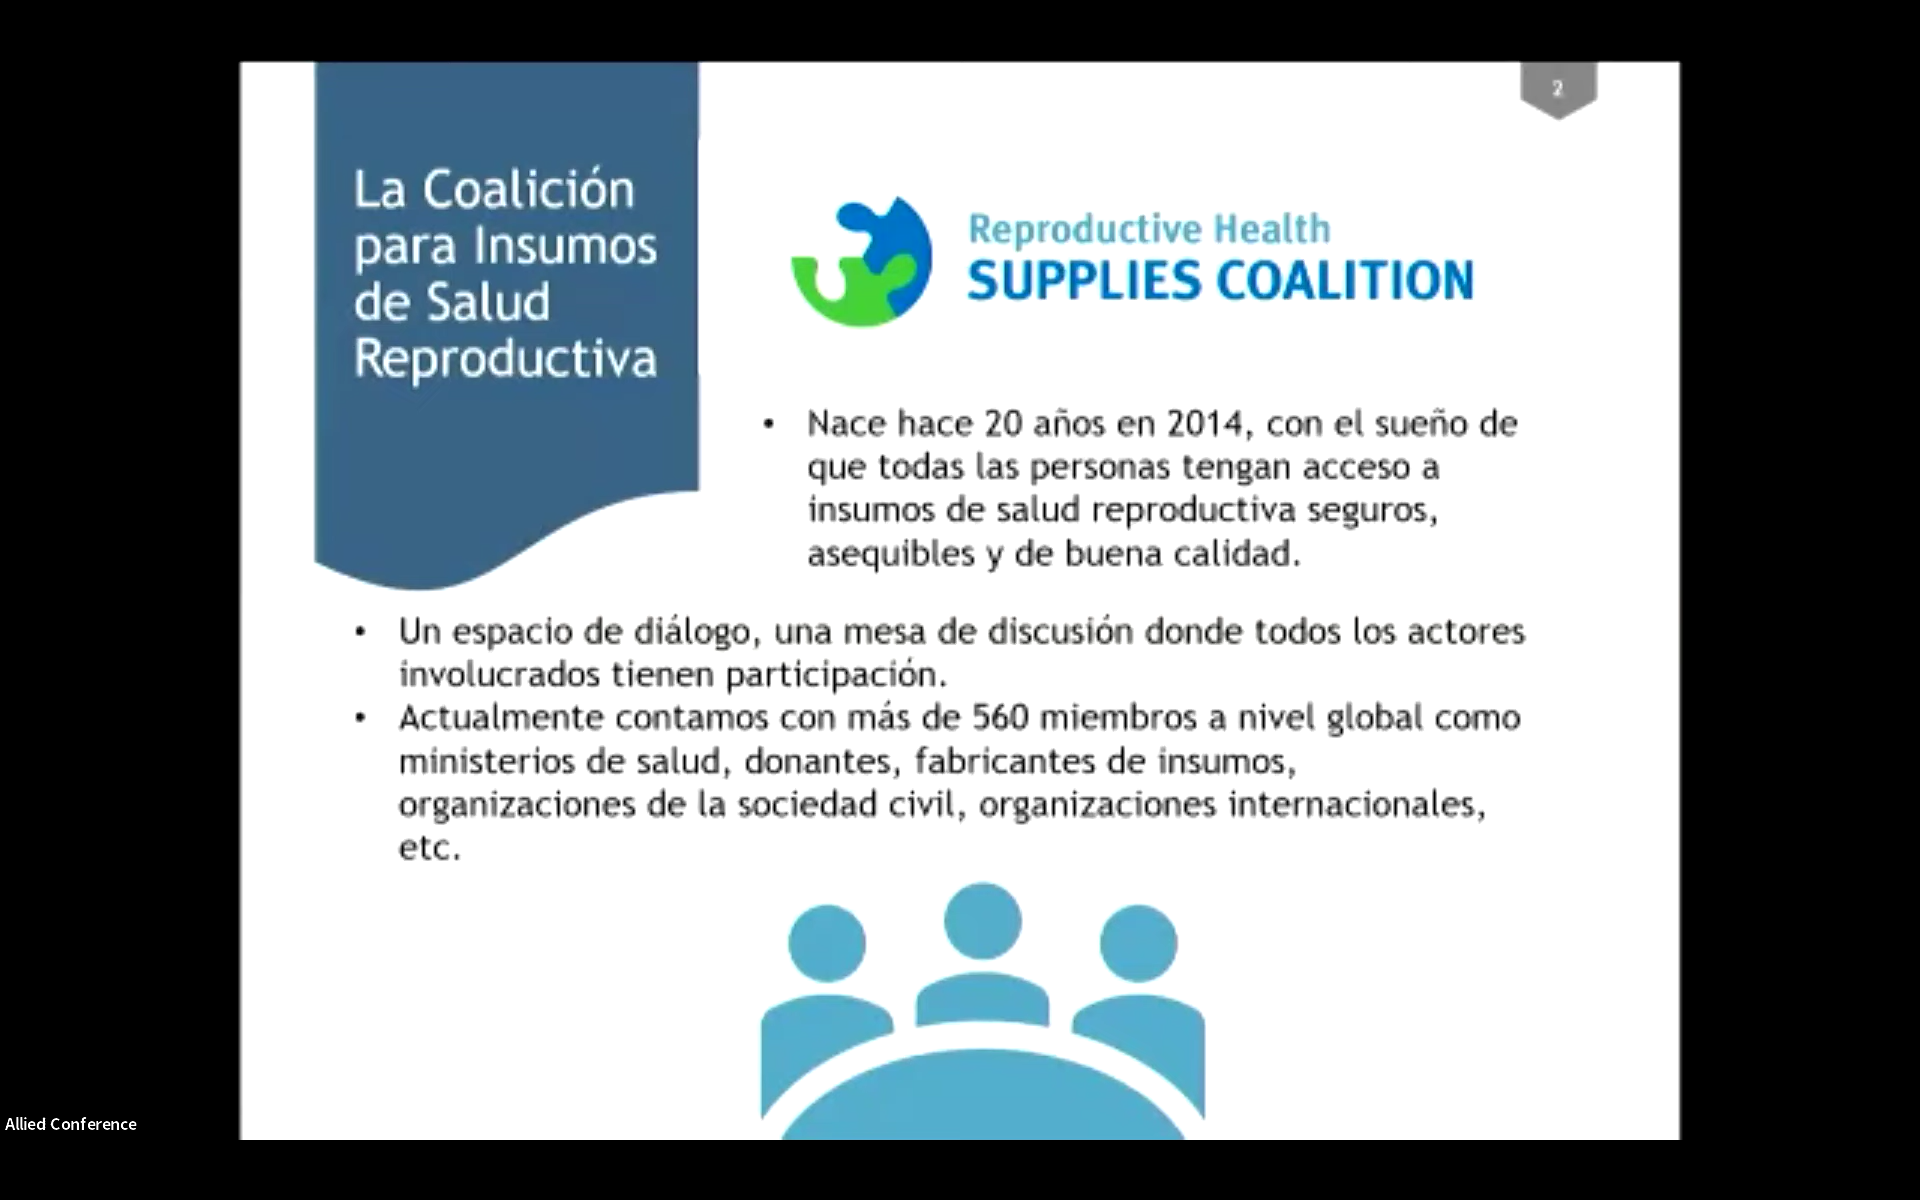 2
La Coalición
para Insumos
de Salud
Reproductiva
Reproductive Health
SUPPLIES COALITION
• Nace hace 20 años en 2014, con el sueño de
que todas las personas tengan acceso a
insumos de salud reproductiva seguros,
asequibles y de buena calidad.
• Un espacio de diálogo, una mesa de discusión donde todos los actores
involucrados tienen participación.
• Actualmente contamos con más de 560 miembros a nivel global como
ministerios de salud, donantes, fabricantes de insumos,
organizaciones de la sociedad civil, organizaciones internacionales,
etc.
Allied Conference